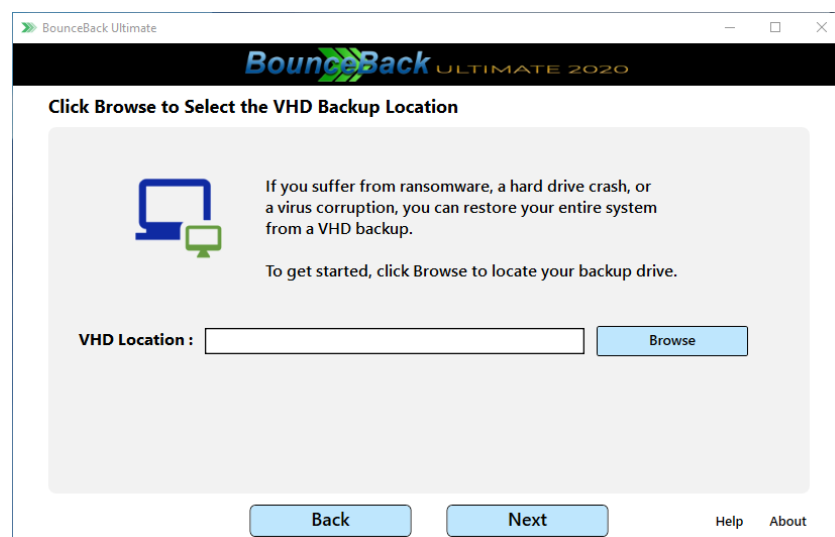 BounceBack Ultimate
BounceBack ULTIMATE 2020
Click Browse to Select the VHD Backup Location
If you suffer from ransomware, a hard drive crash, or
a virus corruption, you can restore your entire system
from a VHD backup.
To get started, click Browse to locate your backup drive.
VHD Location :
Browse
Back
Next
Help
About